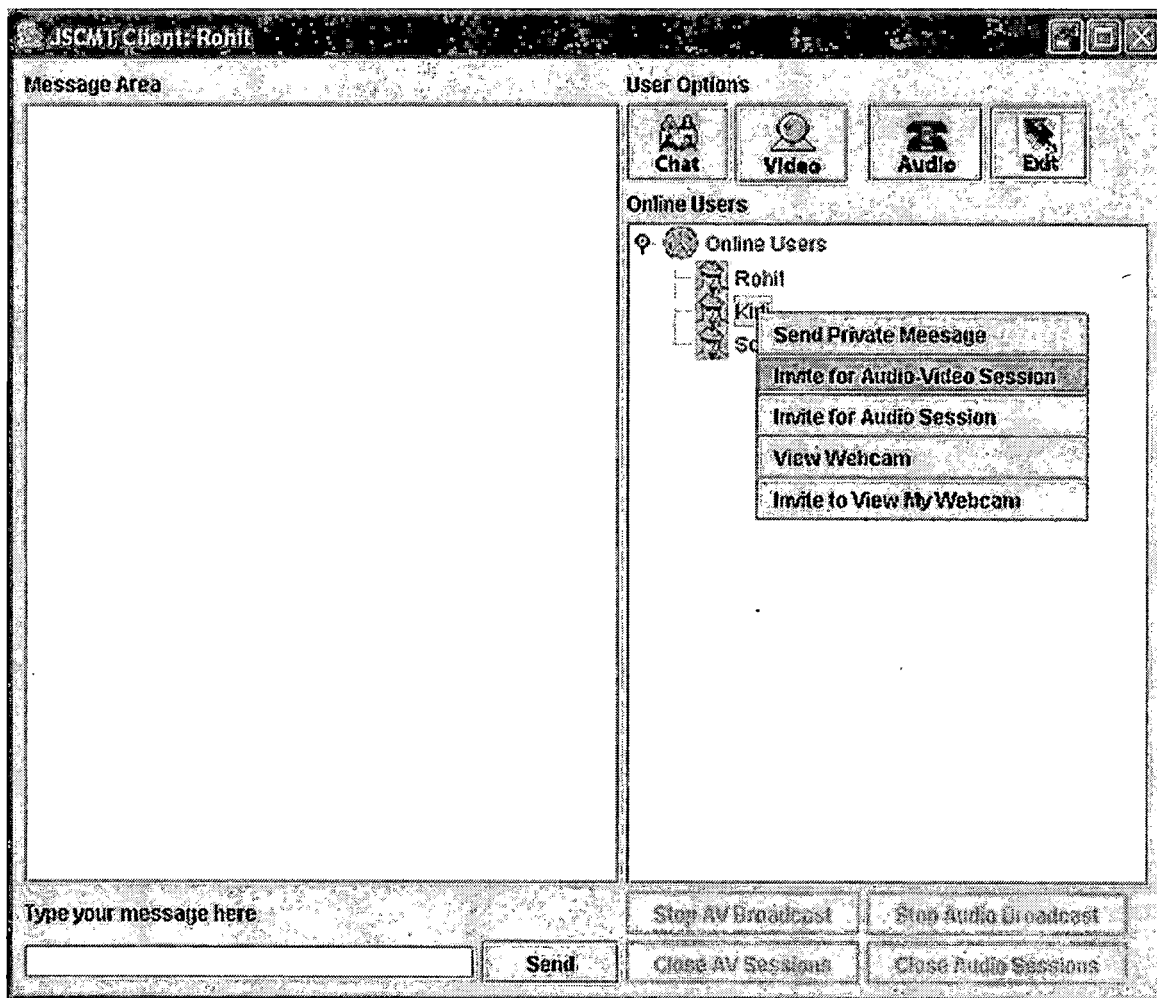 JSCMT Client: Rohit
Message Area
User Options
Chat
Video
Audio
Exit
Online Users
Online Users
Rohit
Send Private Meesage
Invite for Audio-Video Session
Invite for Audio Session
View Webcam
Invite to View My Webcam
Type your message here
Send
Stop AV Broadcast
Stop Audio Broadcast
Close AV Sessions
Close Audio Sessions